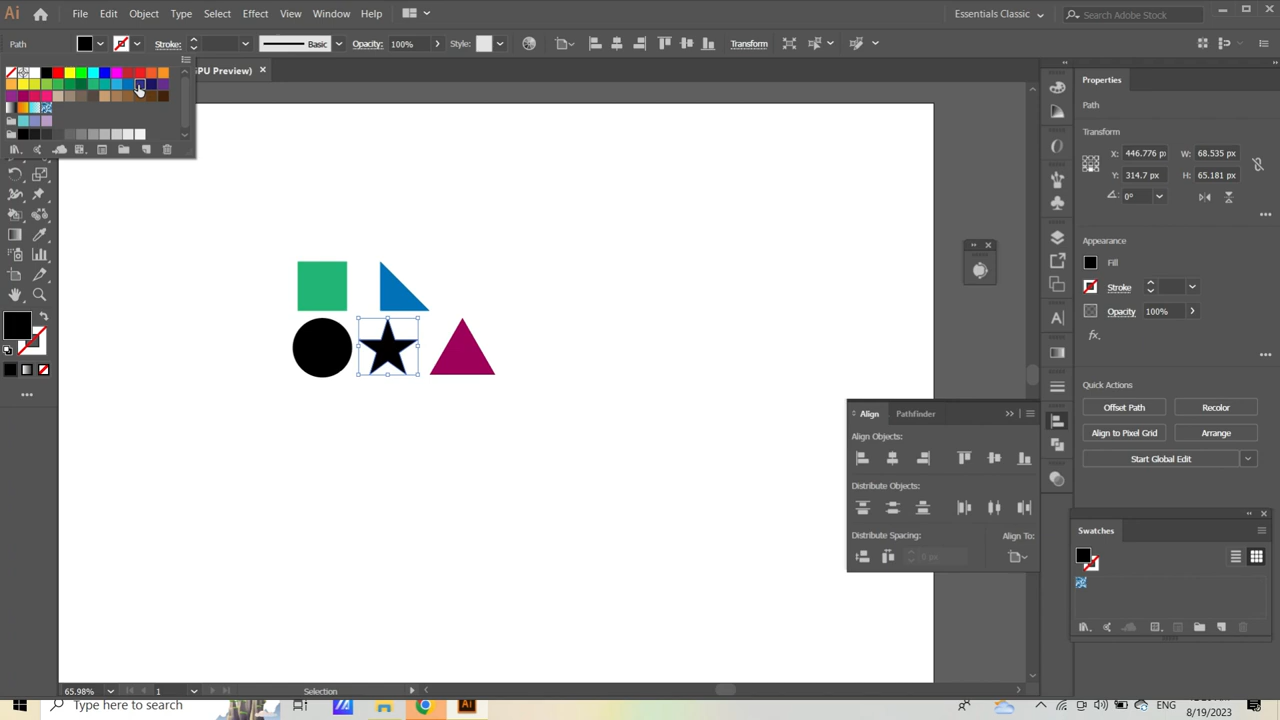 Ai File Edit Object Type Select Effect View Window Help Essentials Classic Search Adobe Stock
Path Stroke: Basic Opacity: 100% Style: Transform
GPU Preview)
Properties
Path
Transform
X: 446.776 p W: 68.535 px
Y: 314.7 px H: 65.181 px
0°
Appearance
Fill
Stroke
Opacity 100%
fx
Quick Actions
Offset Path Recolor
Align to Pixel Grid Arrange
Start Global Edit
Align Pathfinder
Align Objects:
Distribute Objects:
Distribute Spacing: Align To:
0 px
Swatches
65.98% 1 Selection
Type here to search Ai ENG
8/19/2023